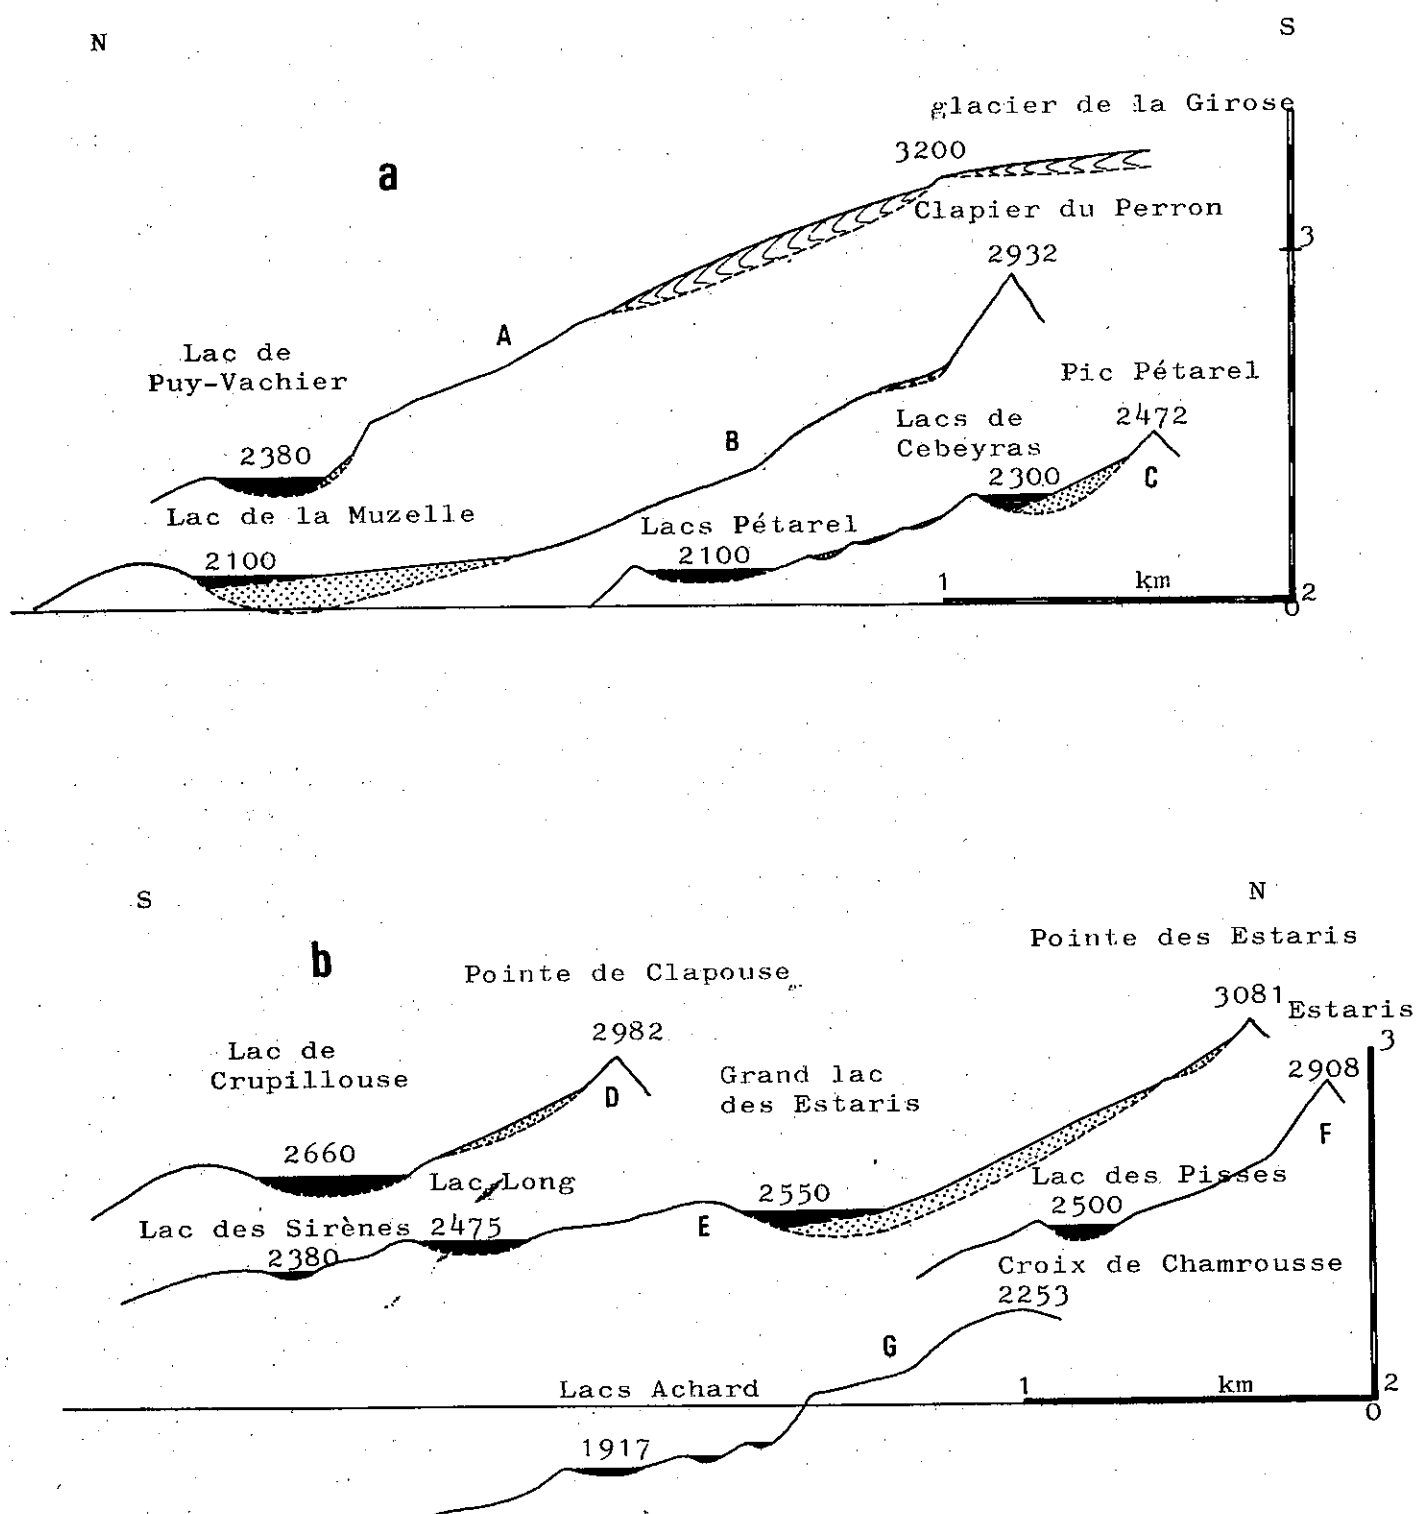 N
S
glacier de la Girose
3200
a
Clapier du Perron
3
2932
A
Lac de
Puy-Vachier
Pic Pétarel
2472
Lacs de
Cebeyras
B
2380
2300
C
Lac de la Muzelle
Lacs Pétarel
2100
2100
1 km
2
0
S
N
Pointe des Estaris
b
Pointe de Clapouse
3081
Estaris
2982
3
Lac de
Crupillouse
Grand lac
des Estaris
2908
D
F
2660
Lac Long
Lac des Pisses
2550
2500
Lac des Sirènes
2475
E
2380
Croix de Chamrousse
2253
G
Lacs Achard
1 km
2
0
1917